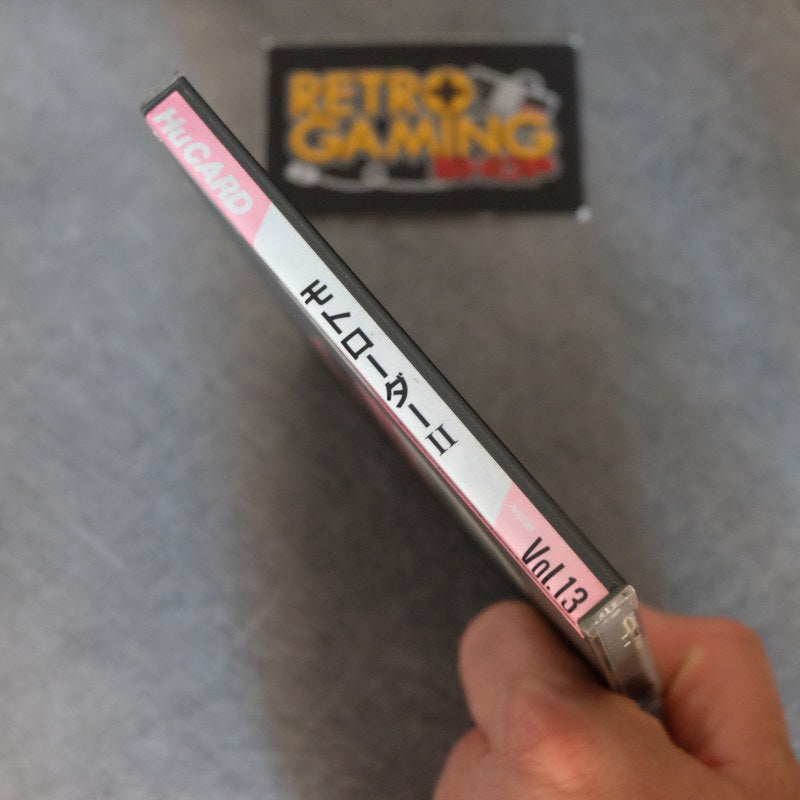 RETRO
GAMING
SHOP
HuCARD
モトローダーII
Vol.13